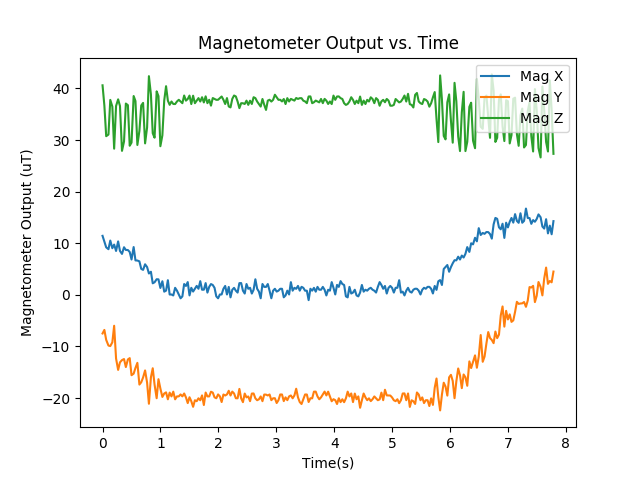 Magnetometer Output vs. Time
Mag X
Mag Y
Mag Z
40
30
20
10
0
−10
−20
Magnetometer Output (uT)
0 1 2 3 4 5 6 7 8
Time(s)